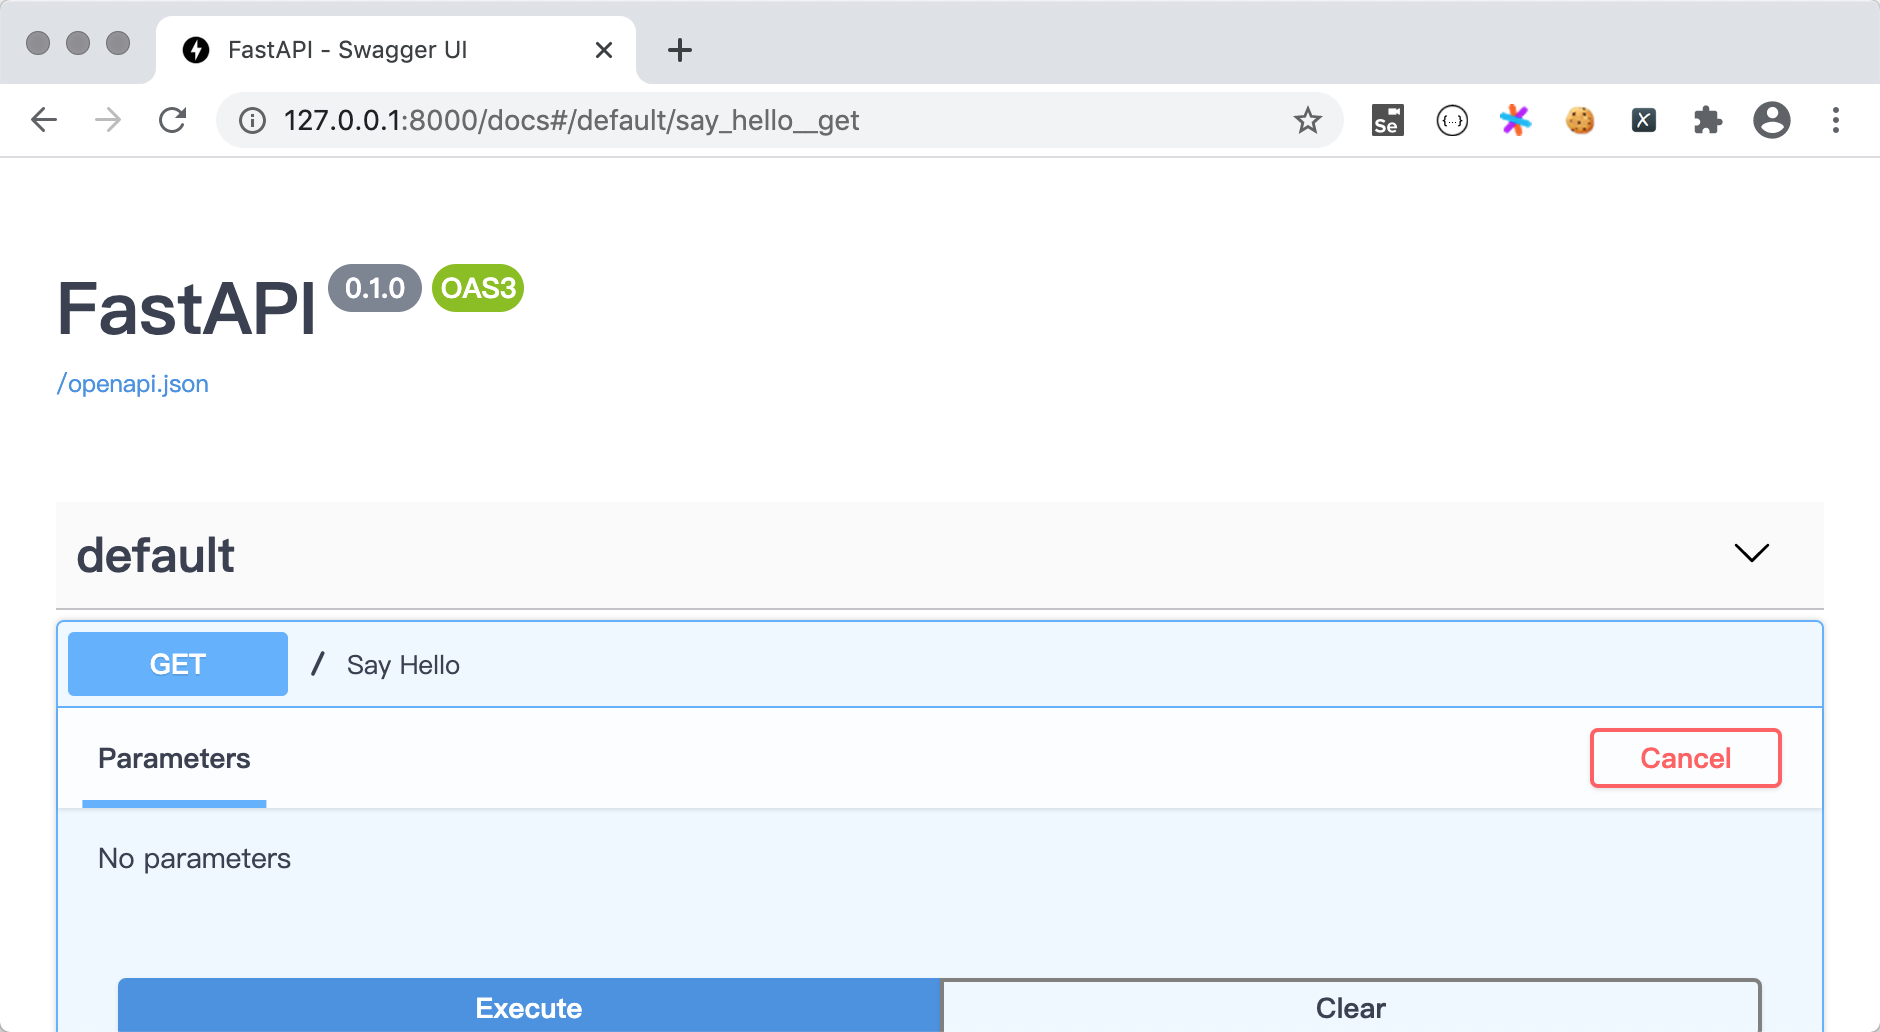 FastAPI - Swagger UI
127.0.0.1:8000/docs#/default/say_hello__get
Se
{...}
X
FastAPI 0.1.0 OAS3
/openapi.json
default
GET / Say Hello
Parameters
Cancel
No parameters
Execute
Clear